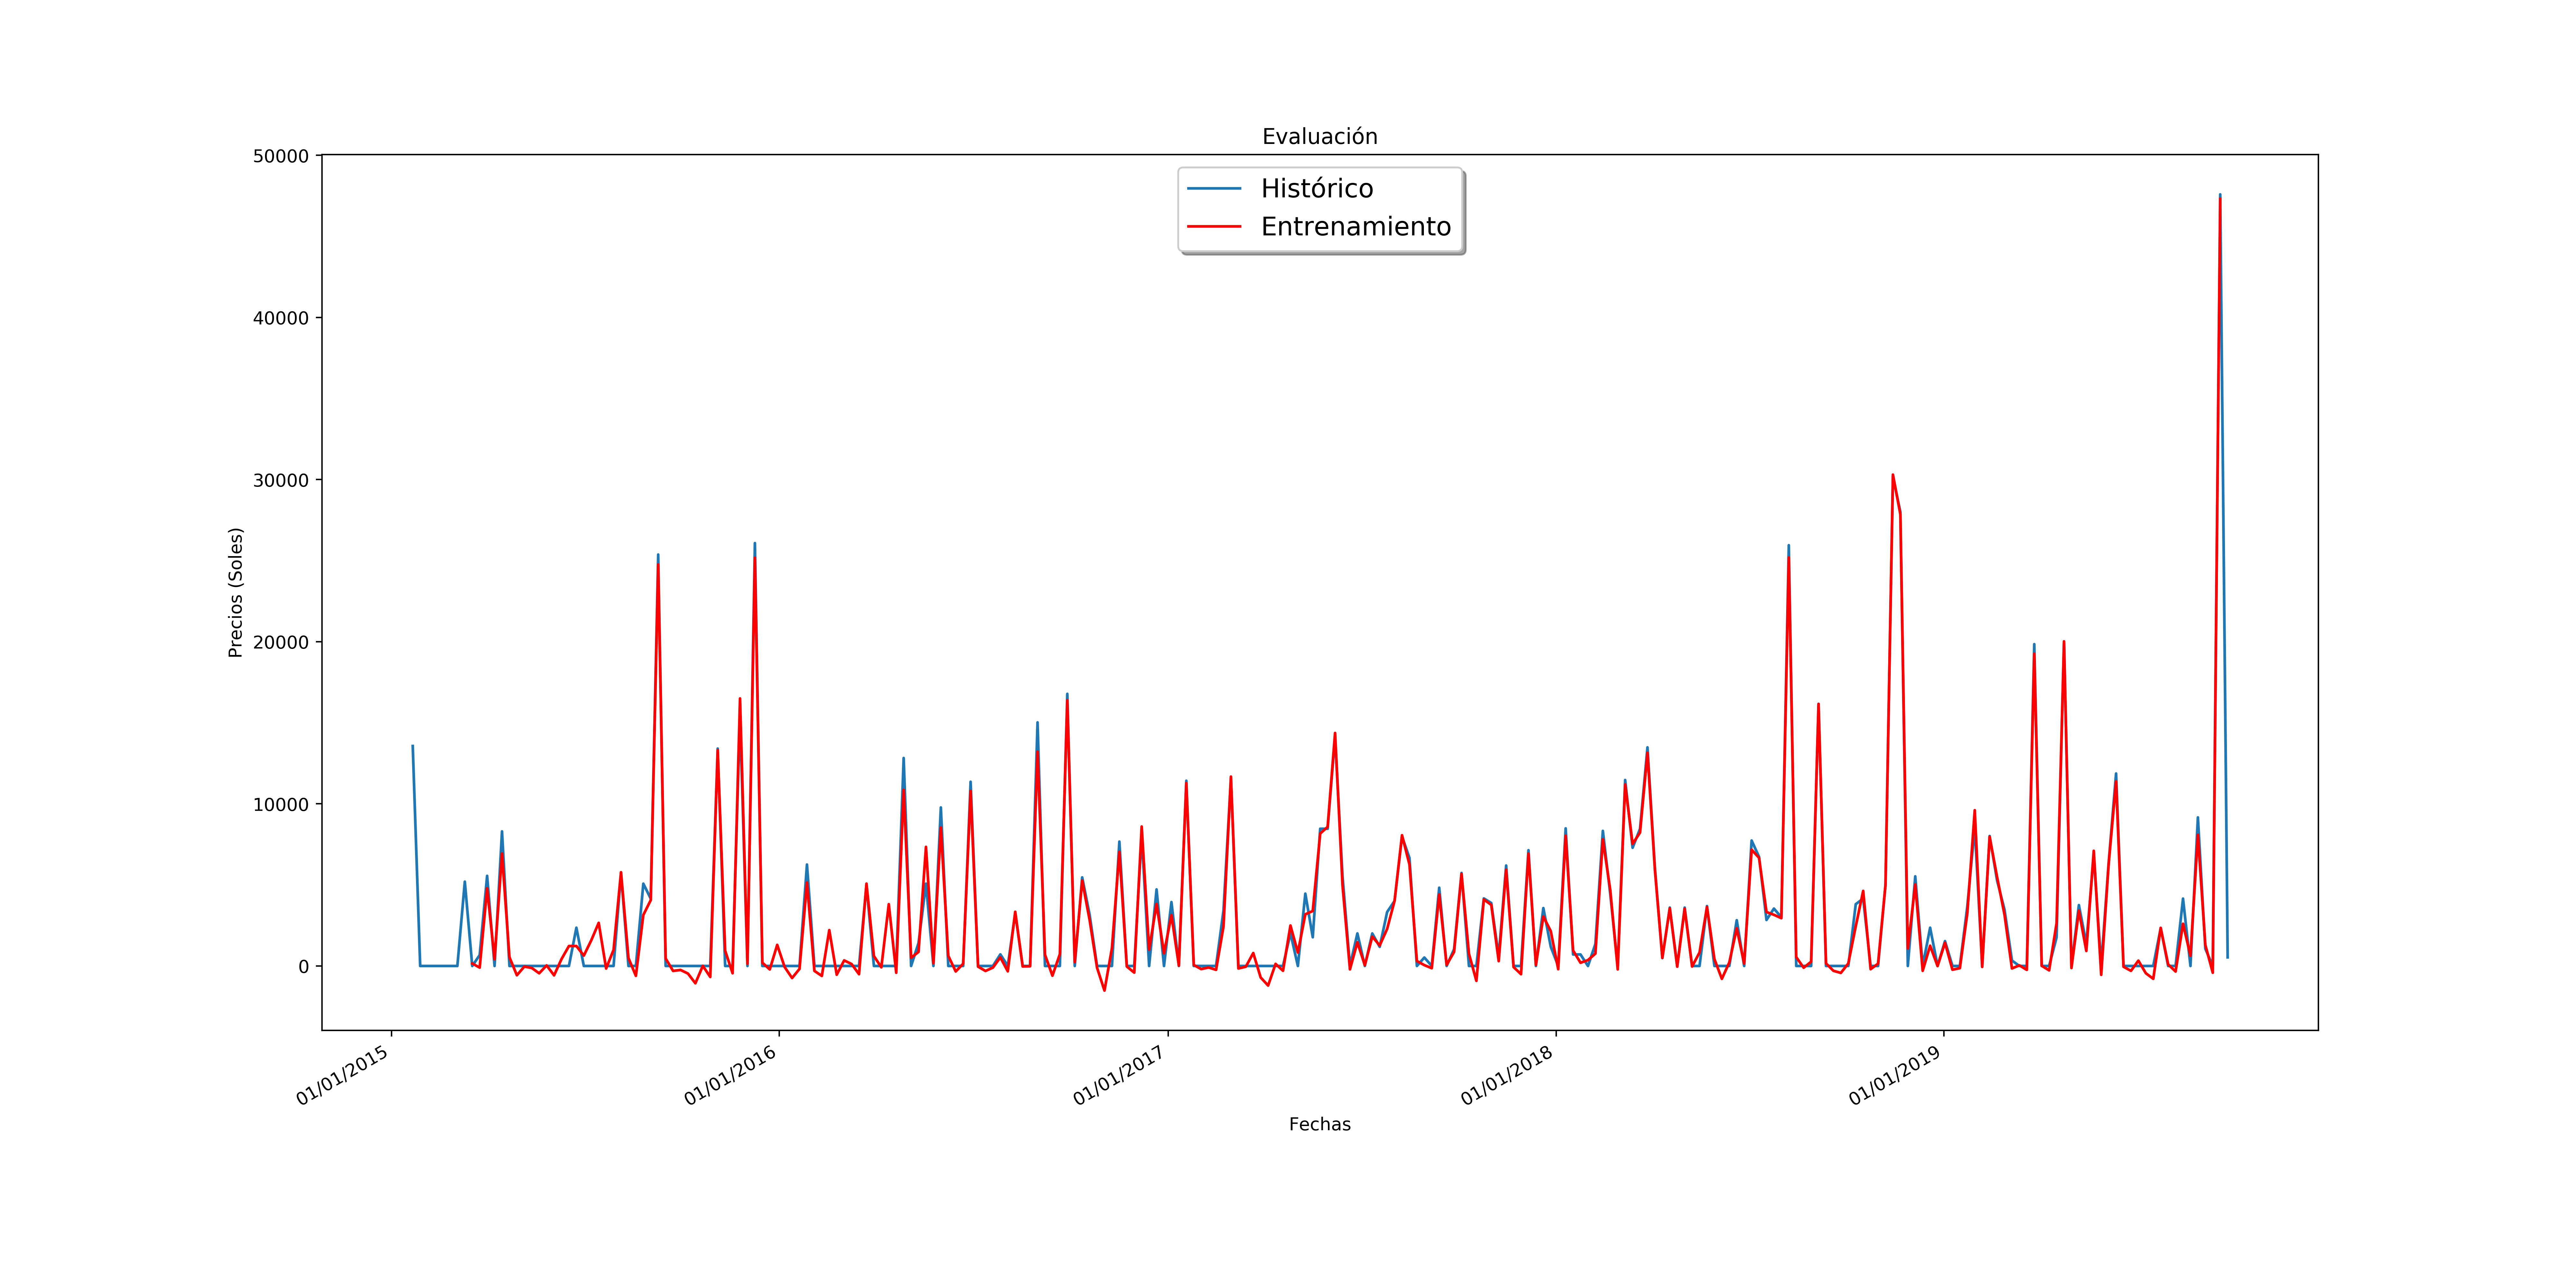 Evaluación
Histórico
Entrenamiento
Precios (Soles)
50000
40000
30000
20000
10000
0
01/01/2015
01/01/2016
01/01/2017
01/01/2018
01/01/2019
Fechas